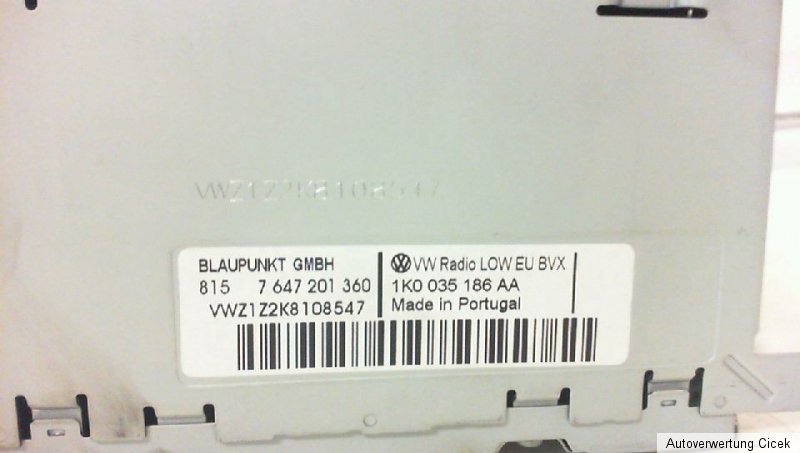 VWZ1Z2K8108547
BLAUPUNKT GMBH
815 7 647 201 360
VWZ1Z2K8108547
VW Radio LOW EU BVX
1K0 035 186 AA
Made in Portugal
Autoverwertung Cicek